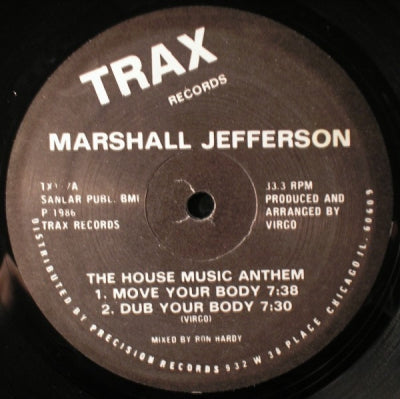 TRAX
RECORDS
MARSHALL JEFFERSON
SANLAR PUBL. BMI
P 1986
TRAX RECORDS
33.3 RPM
PRODUCED AND
ARRANGED BY
VIRGO
THE HOUSE MUSIC ANTHEM
1. MOVE YOUR BODY 7:38
2. DUB YOUR BODY 7:30
(VIRGO)
MIXED BY RON HARDY
DISTRIBUTED BY PRECISION RECORDS 932 W 38 PLACE CHICAGO IL. 60609